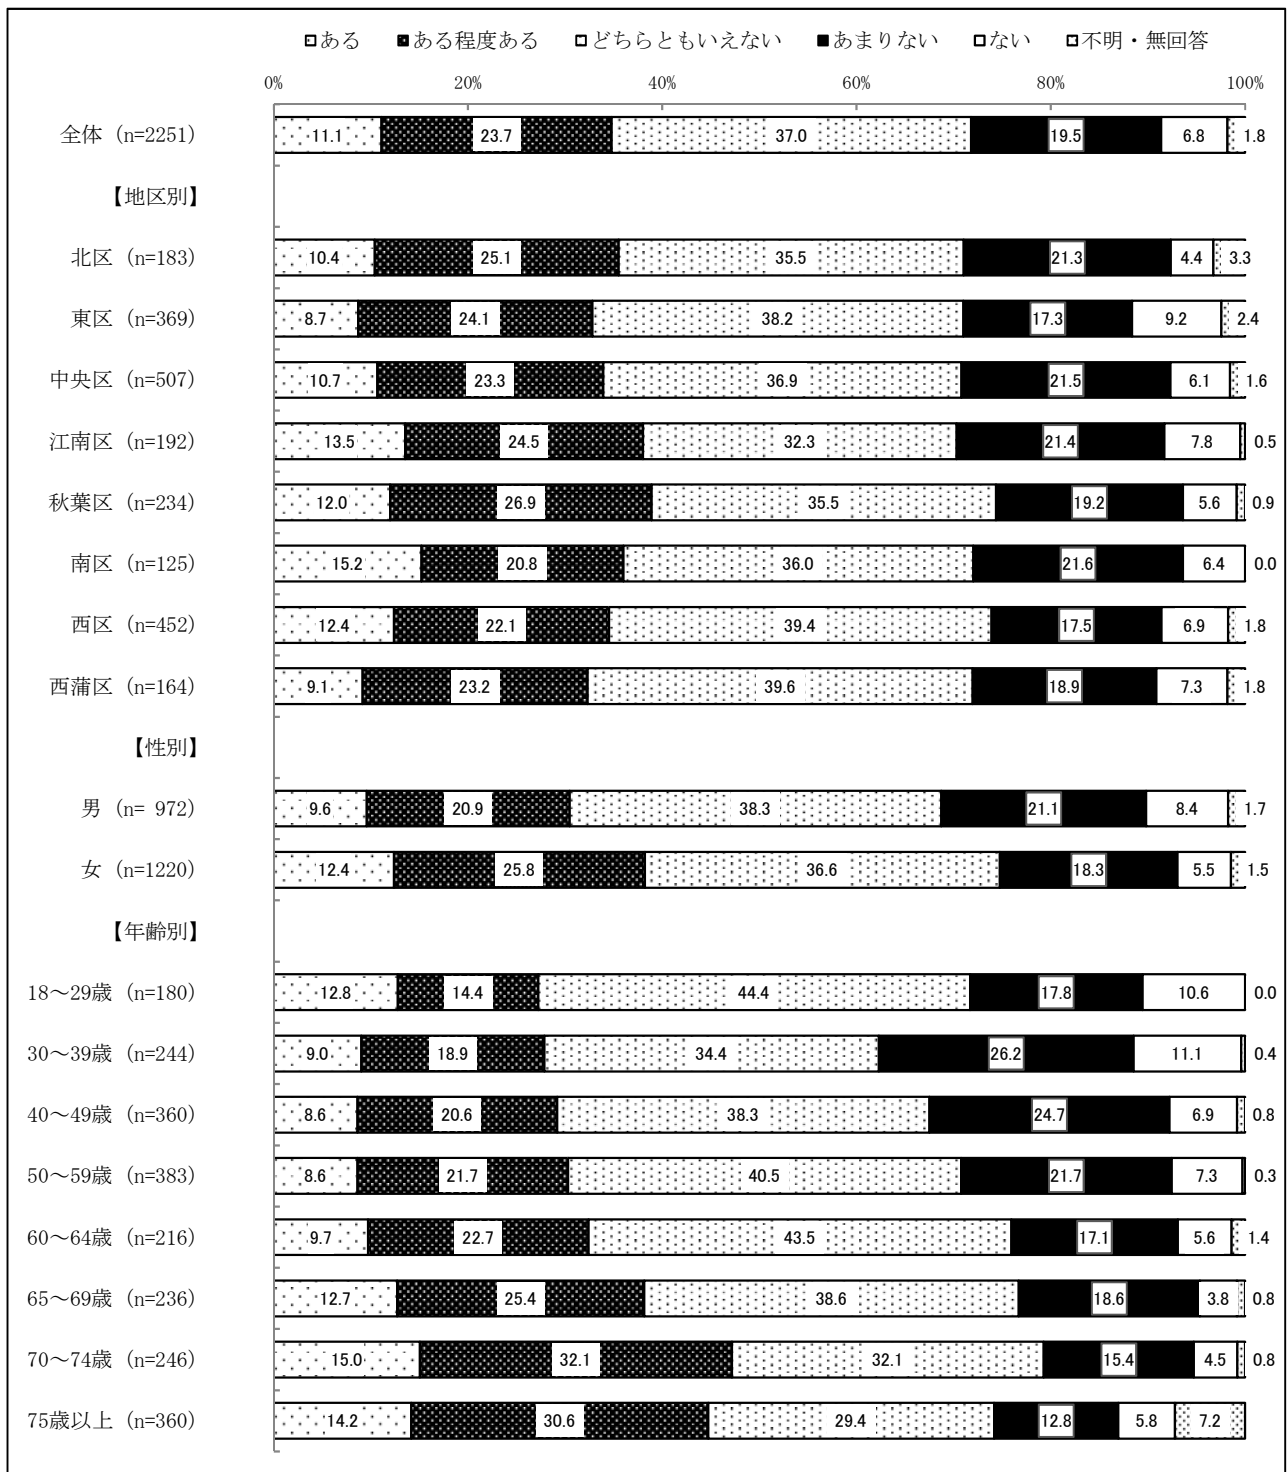 ある ある程度ある どちらともいえない あまりない ない 不明・無回答
0% 20% 40% 60% 80% 100%
全体 (n=2251) 11.1 23.7 37.0 19.5 6.8 1.8
【地区別】
北区 (n=183) 10.4 25.1 35.5 21.3 4.4 3.3
東区 (n=369) 8.7 24.1 38.2 17.3 9.2 2.4
中央区 (n=507) 10.7 23.3 36.9 21.5 6.1 1.6
江南区 (n=192) 13.5 24.5 32.3 21.4 7.8 0.5
秋葉区 (n=234) 12.0 26.9 35.5 19.2 5.6 0.9
南区 (n=125) 15.2 20.8 36.0 21.6 6.4 0.0
西区 (n=452) 12.4 22.1 39.4 17.5 6.9 1.8
西蒲区 (n=164) 9.1 23.2 39.6 18.9 7.3 1.8
【性別】
男 (n= 972) 9.6 20.9 38.3 21.1 8.4 1.7
女 (n=1220) 12.4 25.8 36.6 18.3 5.5 1.5
【年齢別】
18～29歳 (n=180) 12.8 14.4 44.4 17.8 10.6 0.0
30～39歳 (n=244) 9.0 18.9 34.4 26.2 11.1 0.4
40～49歳 (n=360) 8.6 20.6 38.3 24.7 6.9 0.8
50～59歳 (n=383) 8.6 21.7 40.5 21.7 7.3 0.3
60～64歳 (n=216) 9.7 22.7 43.5 17.1 5.6 1.4
65～69歳 (n=236) 12.7 25.4 38.6 18.6 3.8 0.8
70～74歳 (n=246) 15.0 32.1 32.1 15.4 4.5 0.8
75歳以上 (n=360) 14.2 30.6 29.4 12.8 5.8 7.2